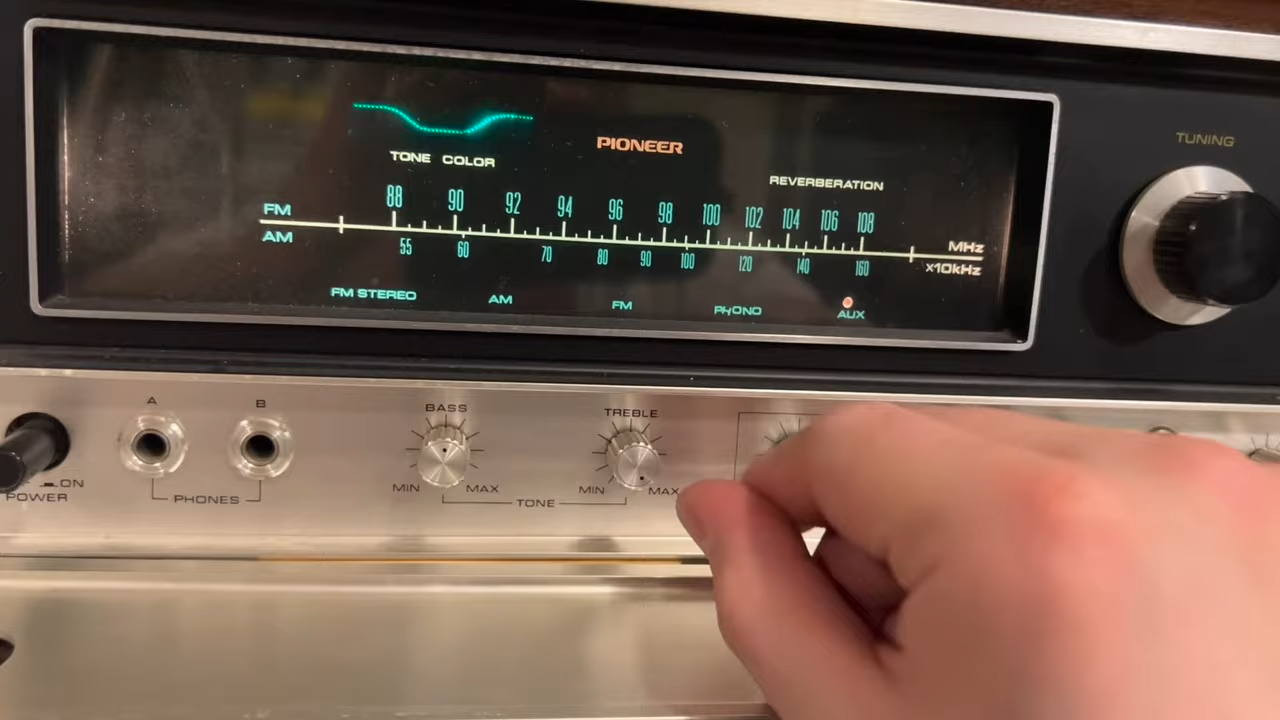 TUNING
PIONEER
TONE COLOR
REVERBERATION
FM 88 90 92 94 96 98 100 102 104 106 108 MHz
AM 55 60 70 80 90 100 120 140 160 x10kHz
FM STEREO AM FM PHONO AUX
A B BASS TREBLE
ON MIN MAX MIN MAX
POWER PHONES TONE